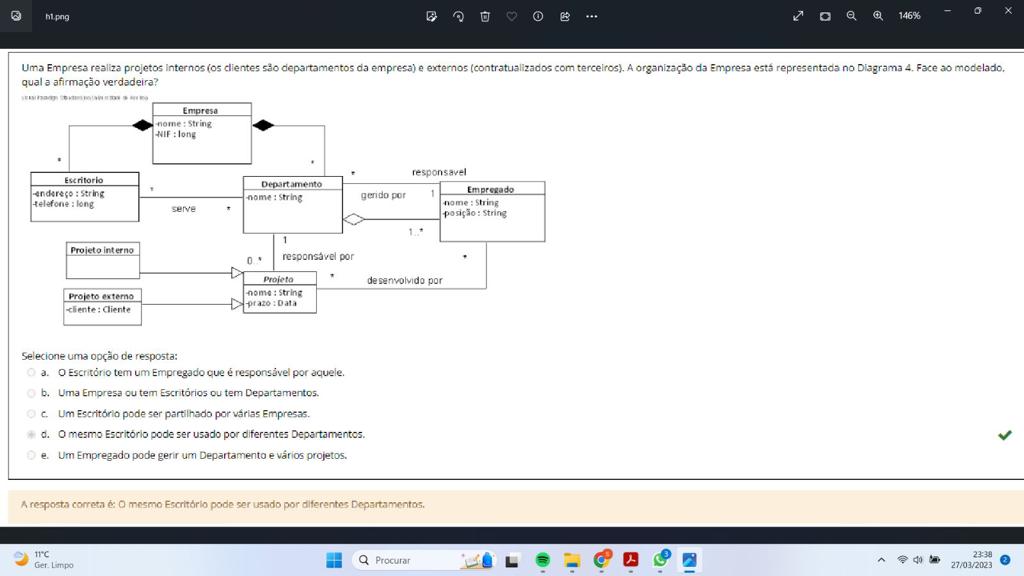 h1.png
146%
Uma Empresa realiza projetos internos (os clientes são departamentos da empresa) e externos (contratualizados com terceiros). A organização da Empresa está representada no Diagrama 4. Face ao modelado,
qual a afirmação verdadeira?
Empresa
-nome : String
-NIF : long
*
*
Escritorio
-endereço : String
-telefone : long
*
serve
*
Departamento
-nome : String
*
responsavel
gerido por
1
Empregado
-nome : String
-posição : String
1..*
1
0..*
responsável por
*
desenvolvido por
*
Projeto interno
Projeto externo
-cliente : Cliente
Projeto
-nome : String
-prazo : Data
Selecione uma opção de resposta:
a. O Escritório tem um Empregado que é responsável por aquele.
b. Uma Empresa ou tem Escritórios ou tem Departamentos.
c. Um Escritório pode ser partilhado por várias Empresas.
d. O mesmo Escritório pode ser usado por diferentes Departamentos.
e. Um Empregado pode gerir um Departamento e vários projetos.
A resposta correta é: O mesmo Escritório pode ser usado por diferentes Departamentos.
11°C
Ger. Limpo
Procurar
5
3
23:38
27/03/2023
2